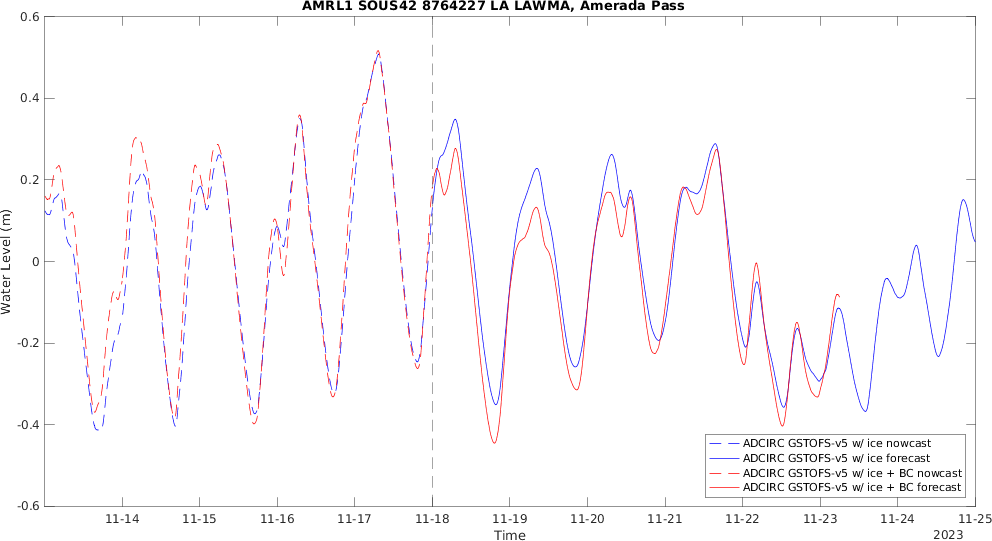 AMRL1 SOUS42 8764227 LA LAWMA, Amerada Pass
0.6
0.4
0.2
0
-0.2
-0.4
-0.6
Water Level (m)
ADCIRC GSTOFS-v5 w/ ice nowcast
ADCIRC GSTOFS-v5 w/ ice forecast
ADCIRC GSTOFS-v5 w/ ice + BC nowcast
ADCIRC GSTOFS-v5 w/ ice + BC forecast
11-14 11-15 11-16 11-17 11-18 11-19 11-20 11-21 11-22 11-23 11-24 11-25
Time
2023